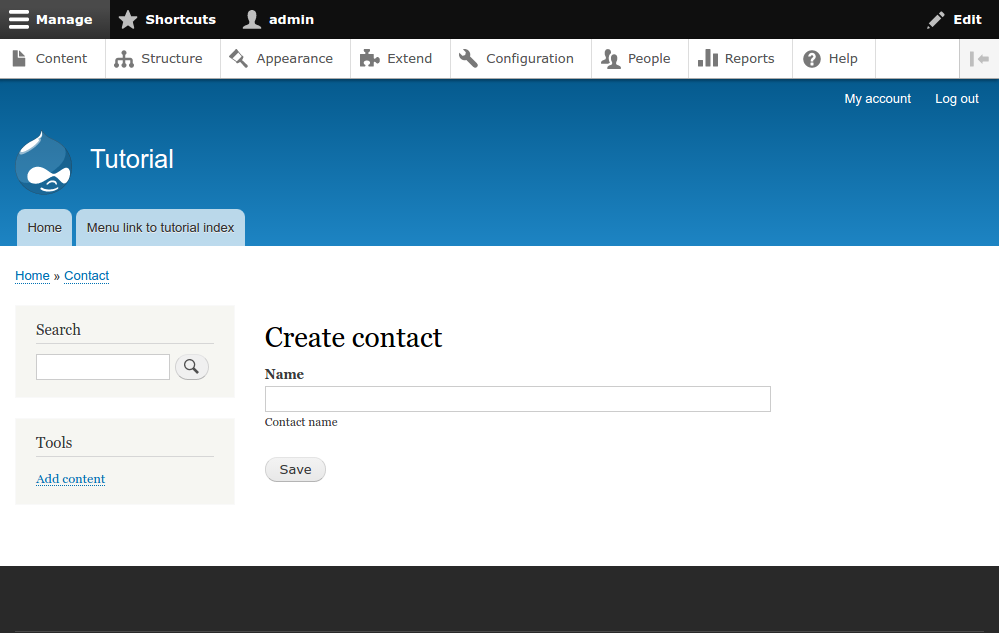 Manage Shortcuts admin Edit
Content Structure Appearance Extend Configuration People Reports Help
My account Log out
Tutorial
Home Menu link to tutorial index
Home » Contact
Search
Create contact
Name
Contact name
Tools
Save
Add content